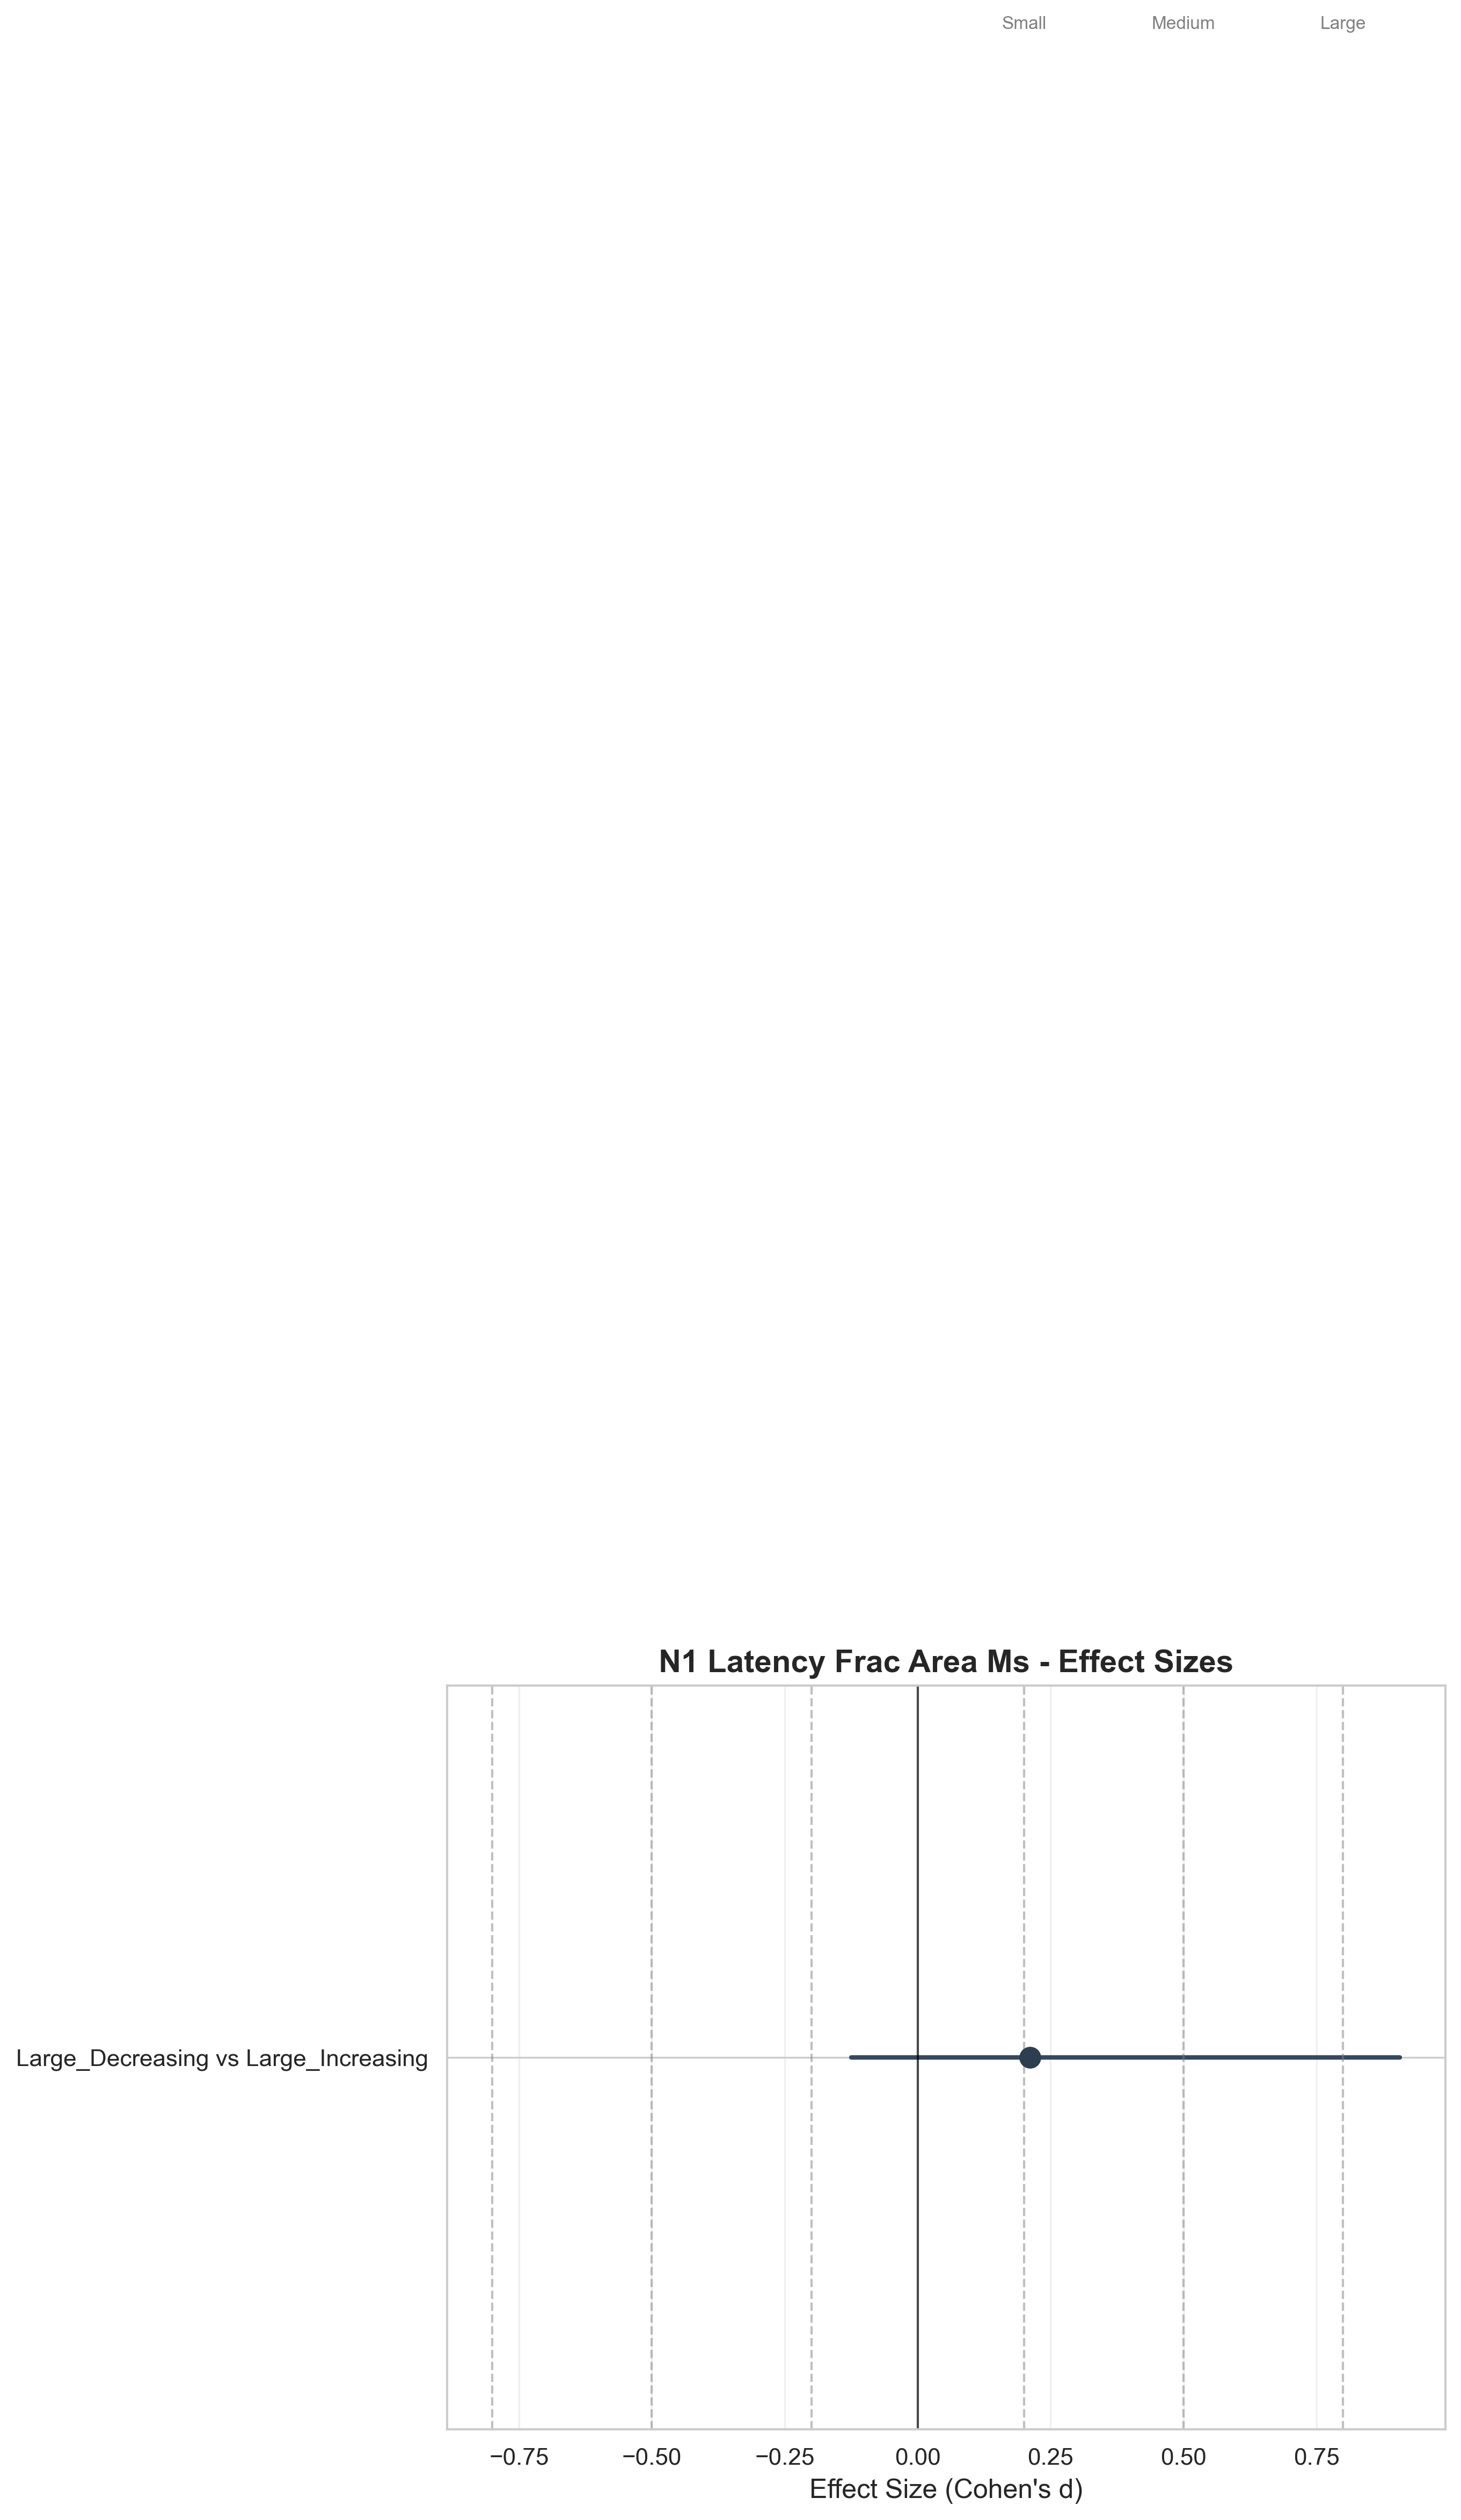 Small Medium Large
N1 Latency Frac Area Ms - Effect Sizes
Large_Decreasing vs Large_Increasing
−0.75 −0.50 −0.25 0.00 0.25 0.50 0.75
Effect Size (Cohen's d)